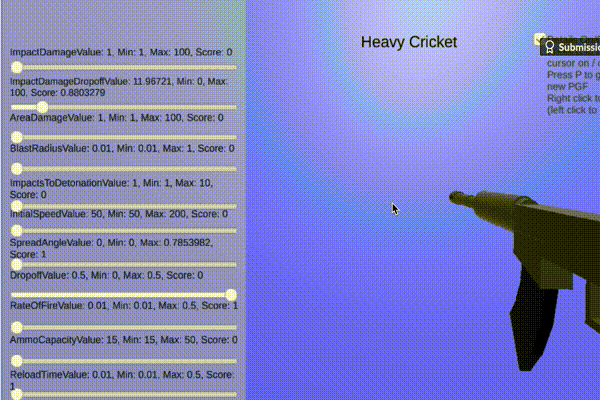 ImpactDamageValue: 1, Min: 1, Max: 100, Score: 0
ImpactDamageDropoffValue: 11.96721, Min: 0, Max:
100, Score: 0.8803279
AreaDamageValue: 1, Min: 1, Max: 100, Score: 0
BlastRadiusValue: 0.01, Min: 0.01, Max: 1, Score: 0
ImpactsToDetonationValue: 1, Min: 1, Max: 10,
Score: 0
InitialSpeedValue: 50, Min: 50, Max: 200, Score: 0
SpreadAngleValue: 0, Min: 0, Max: 0.7853982,
Score: 1
DropoffValue: 0.5, Min: 0, Max: 0.5, Score: 0
RateOfFireValue: 0.01, Min: 0.01, Max: 0.5, Score: 1
AmmoCapacityValue: 15, Min: 15, Max: 50, Score: 0
ReloadTimeValue: 0.01, Min: 0.01, Max: 0.5, Score:
1
Heavy Cricket
Submissio
cursor on / o
Press P to g
new PGF
Right click to
(left click to